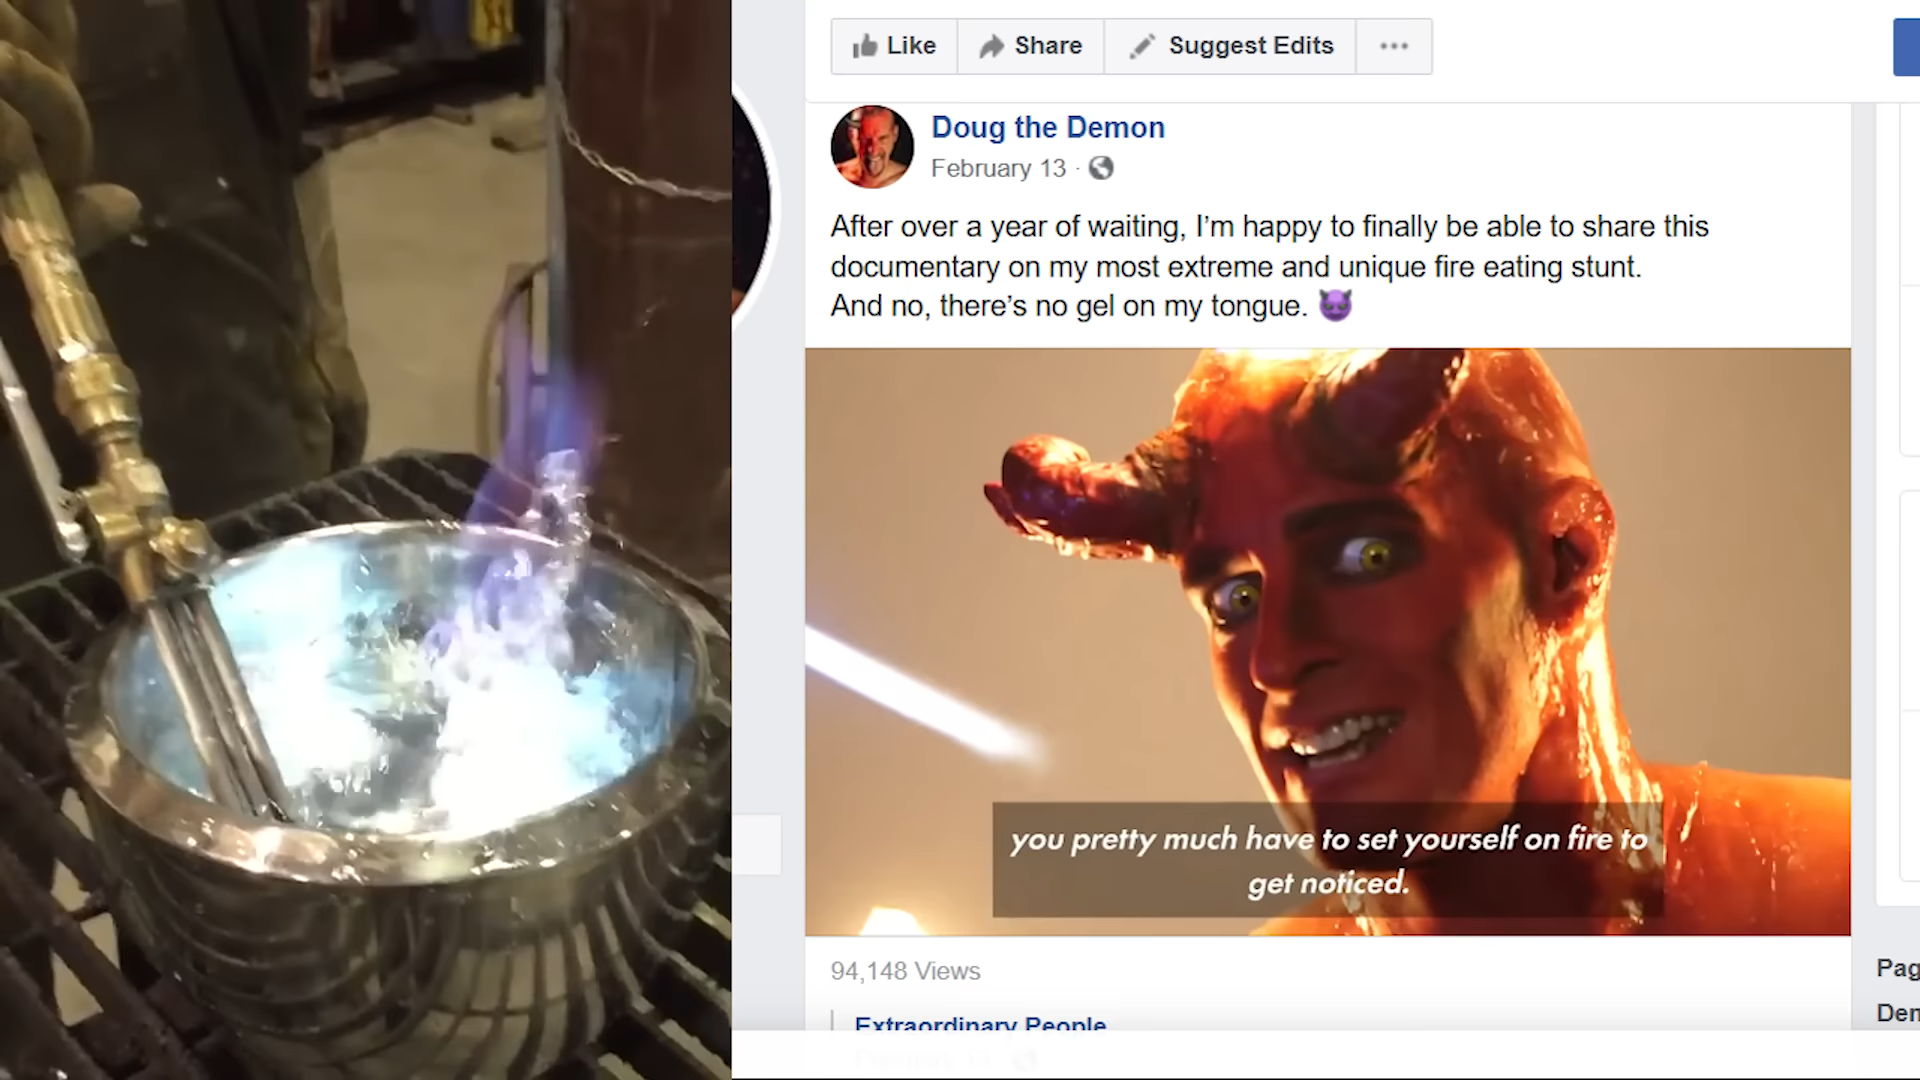 Like
Share
Suggest Edits
Doug the Demon
February 13 ·
After over a year of waiting, I’m happy to finally be able to share this
documentary on my most extreme and unique fire eating stunt.
And no, there’s no gel on my tongue. 😈
you pretty much have to set yourself on fire to
get noticed.
94,148 Views
Extraordinary People
Pag
Den